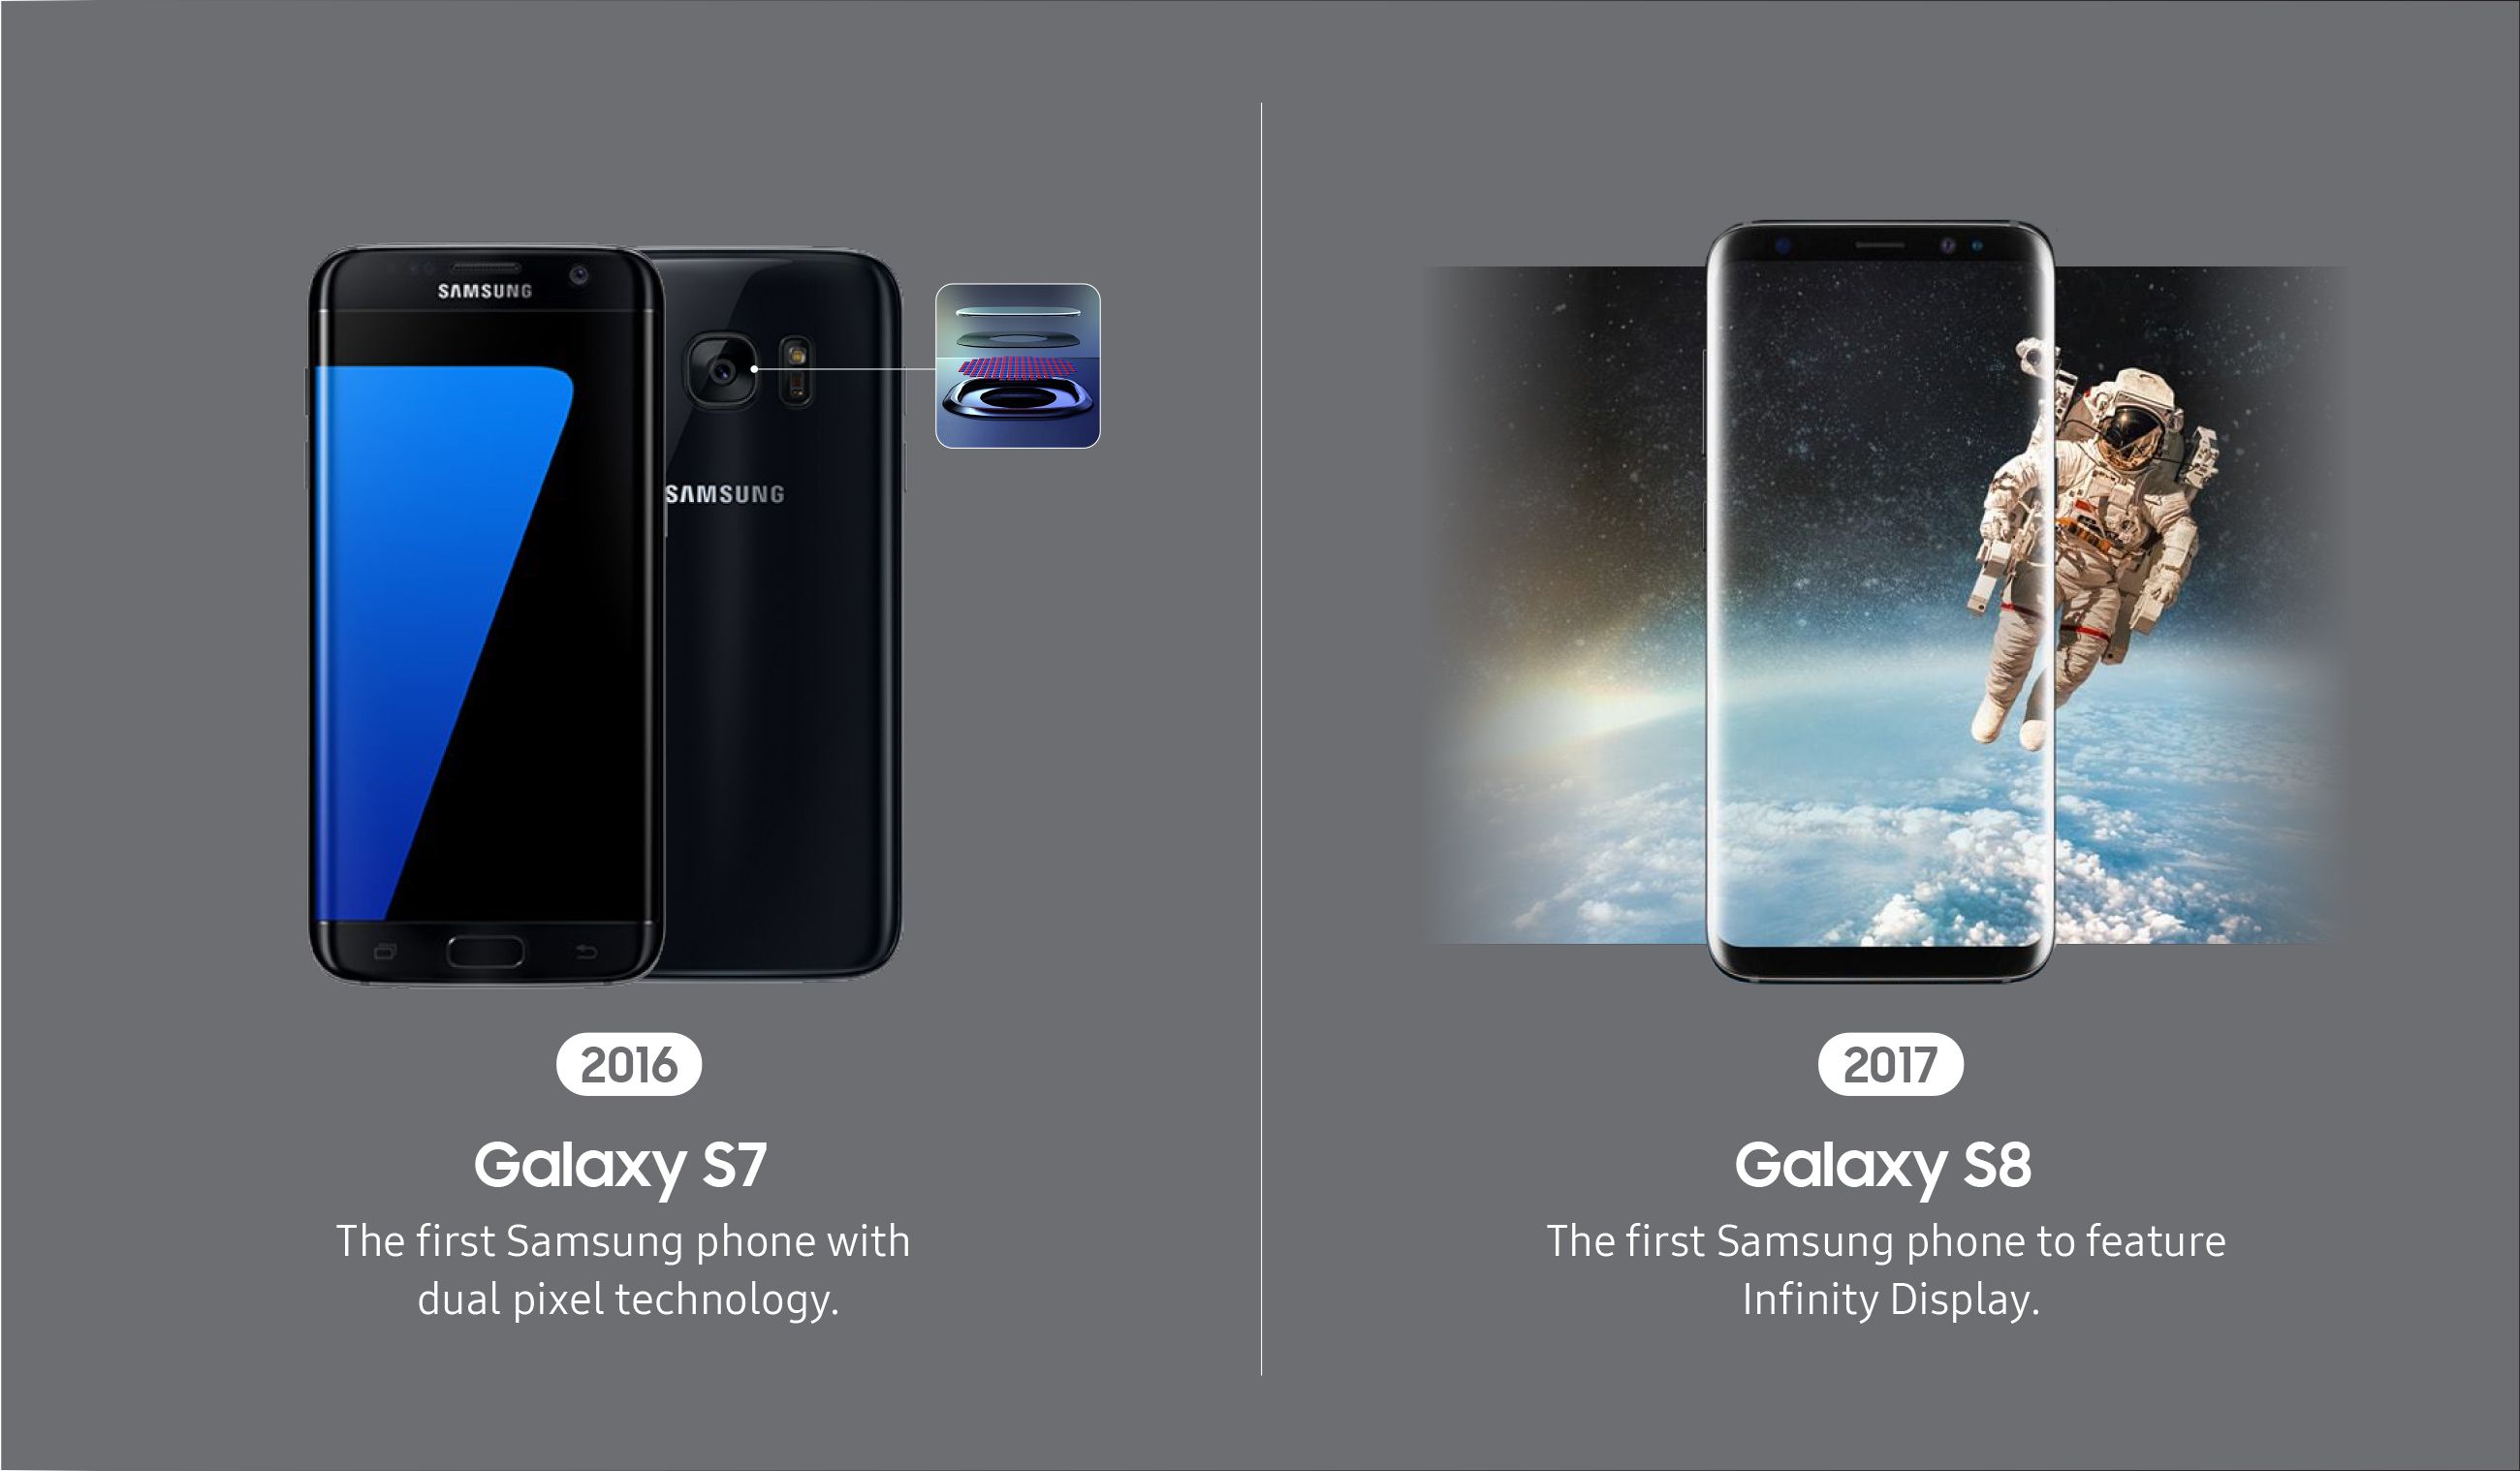 SAMSUNG
SAMSUNG
2016
Galaxy S7
The first Samsung phone with
dual pixel technology.
2017
Galaxy S8
The first Samsung phone to feature
Infinity Display.